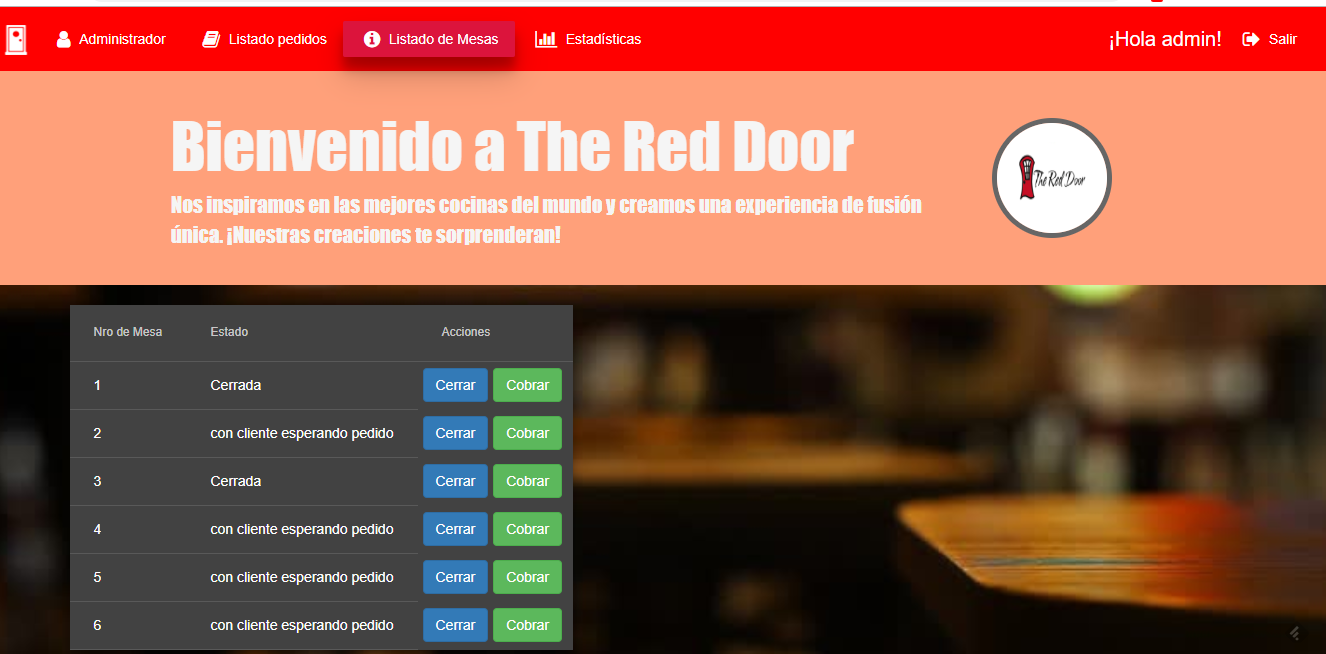 Administrador Listado pedidos Listado de Mesas Estadísticas ¡Hola admin! Salir
Bienvenido a The Red Door
Nos inspiramos en las mejores cocinas del mundo y creamos una experiencia de fusión
única. ¡Nuestras creaciones te sorprenderan!
The Red Door
Nro de Mesa Estado Acciones
1 Cerrada Cerrar Cobrar
2 con cliente esperando pedido Cerrar Cobrar
3 Cerrada Cerrar Cobrar
4 con cliente esperando pedido Cerrar Cobrar
5 con cliente esperando pedido Cerrar Cobrar
6 con cliente esperando pedido Cerrar Cobrar